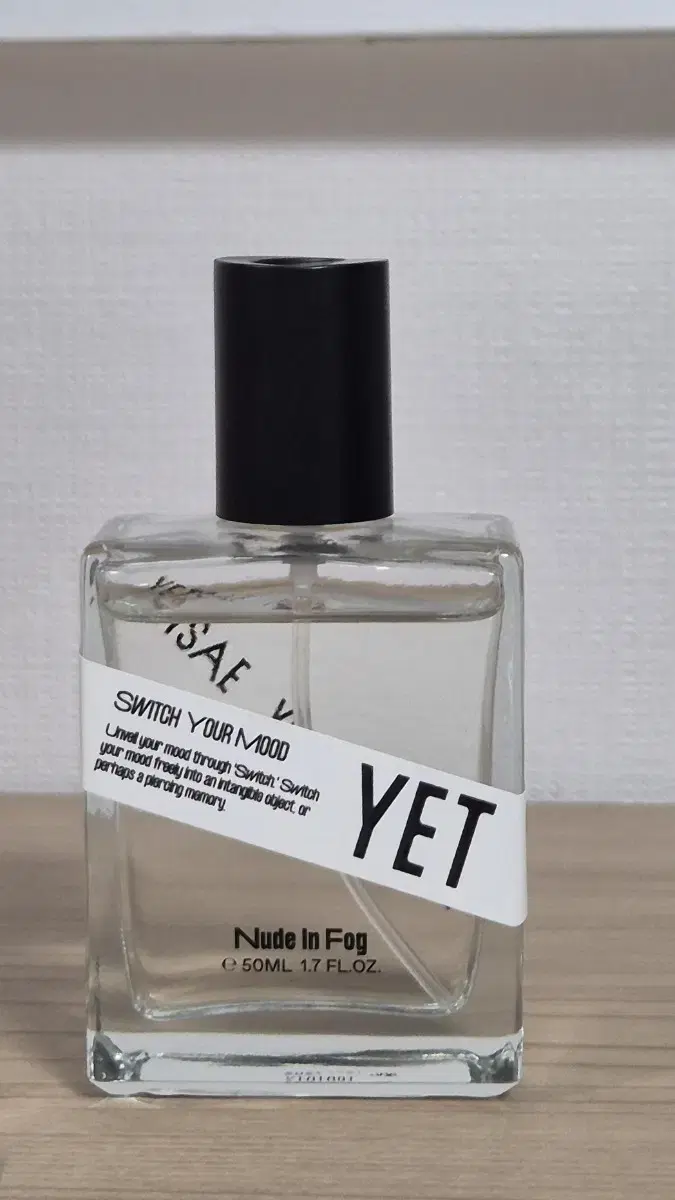 SWITCH YOUR MOOD
Unveil your mood through 'Switch.' Switch
your mood freely into an intangible object, or
perhaps a piercing memory.
YET
Nude In Fog
℮ 50ML 1.7 FL.OZ.